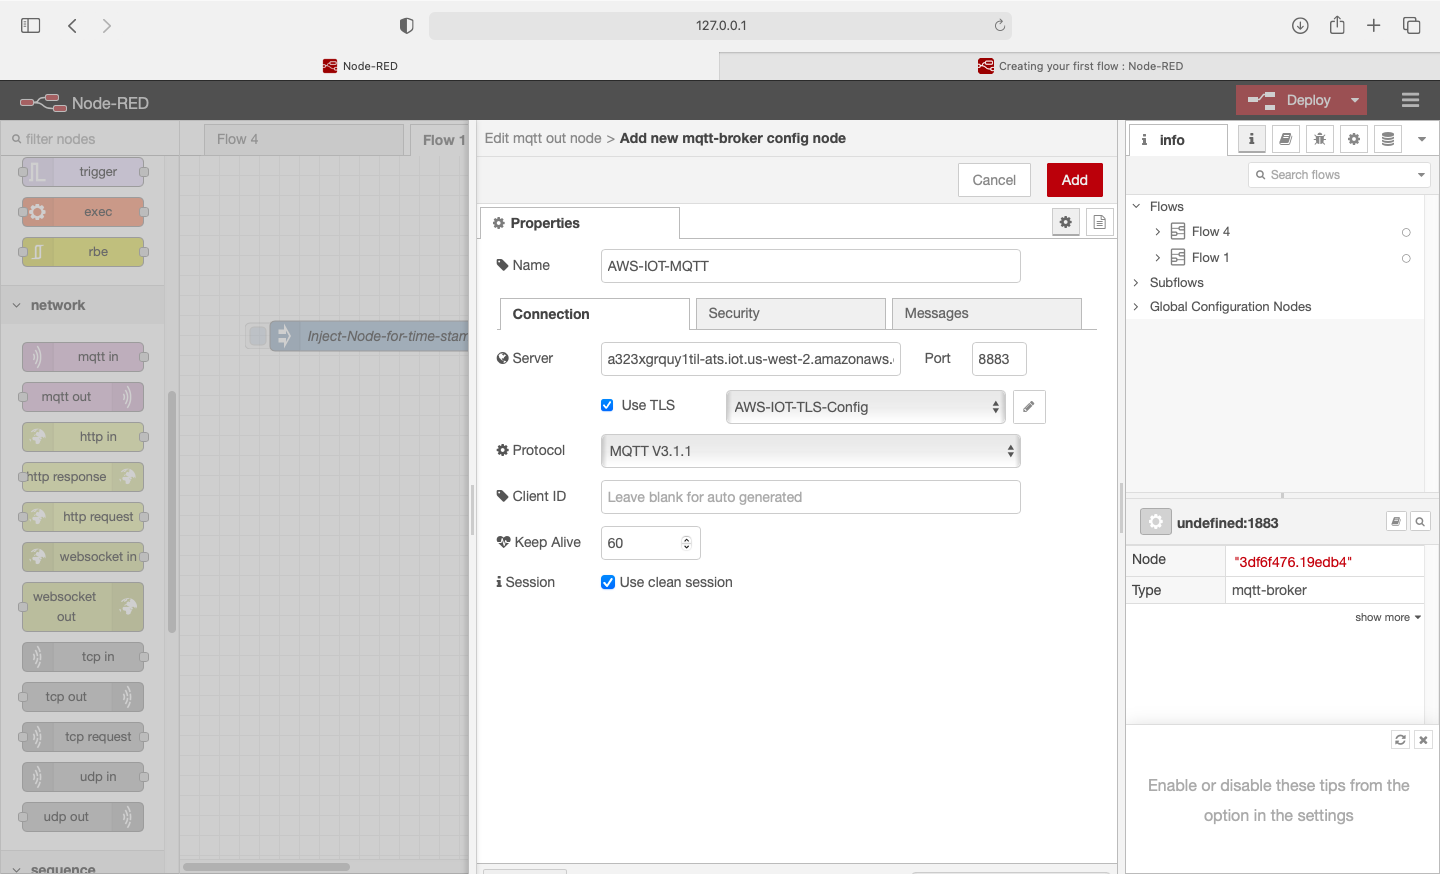 127.0.0.1
Node-RED
Creating your first flow : Node-RED
Node-RED
Deploy
filter nodes
trigger
exec
rbe
network
mqtt in
mqtt out
http in
http response
http request
websocket in
websocket
out
tcp in
tcp out
tcp request
udp in
udp out
sequence
Flow 4
Flow 1
Inject-Node-for-time-stam
Edit mqtt out node > Add new mqtt-broker config node
Cancel
Add
Properties
Name
AWS-IOT-MQTT
Connection
Security
Messages
Server
a323xgrquy1til-ats.iot.us-west-2.amazonaws.
Port
8883
Use TLS
AWS-IOT-TLS-Config
Protocol
MQTT V3.1.1
Client ID
Leave blank for auto generated
Keep Alive
60
Session
Use clean session
i info
i
Search flows
Flows
Flow 4
Flow 1
Subflows
Global Configuration Nodes
undefined:1883
Node
"3df6f476.19edb4"
Type
mqtt-broker
show more
Enable or disable these tips from the
option in the settings